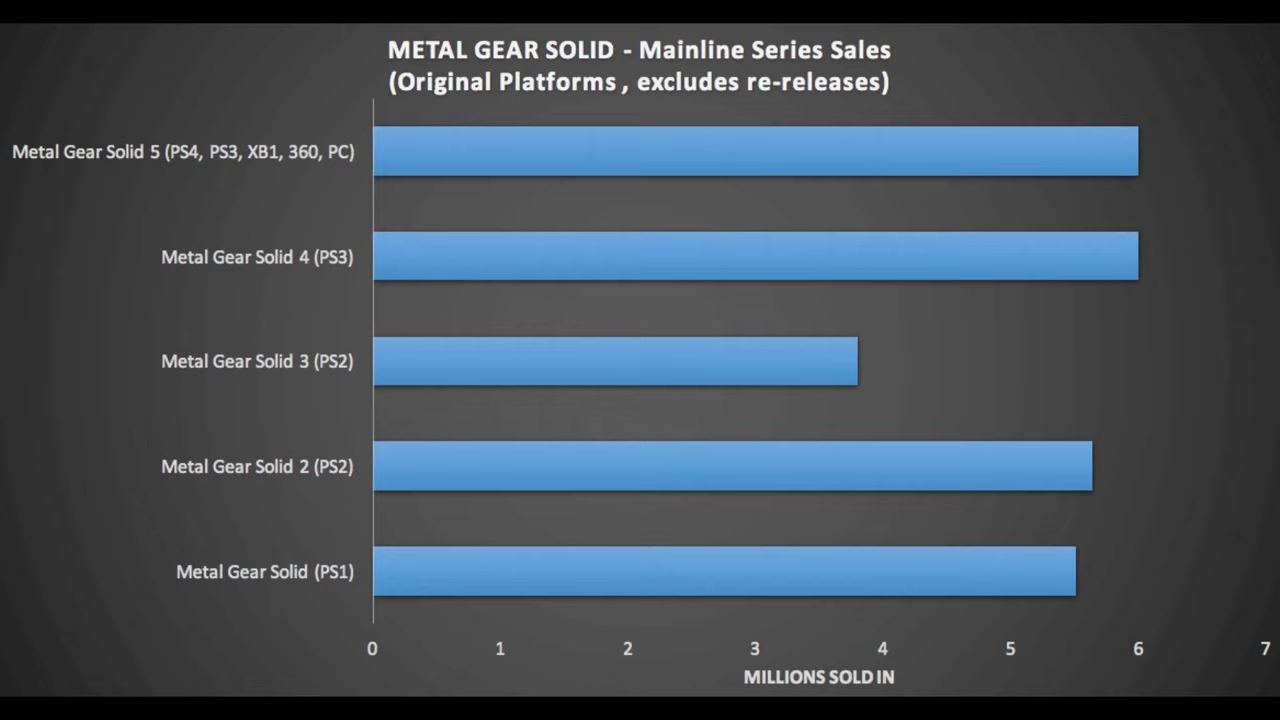 METAL GEAR SOLID - Mainline Series Sales
(Original Platforms , excludes re-releases)
Metal Gear Solid 5 (PS4, PS3, XB1, 360, PC)
Metal Gear Solid 4 (PS3)
Metal Gear Solid 3 (PS2)
Metal Gear Solid 2 (PS2)
Metal Gear Solid (PS1)
0 1 2 3 4 5 6 7
MILLIONS SOLD IN